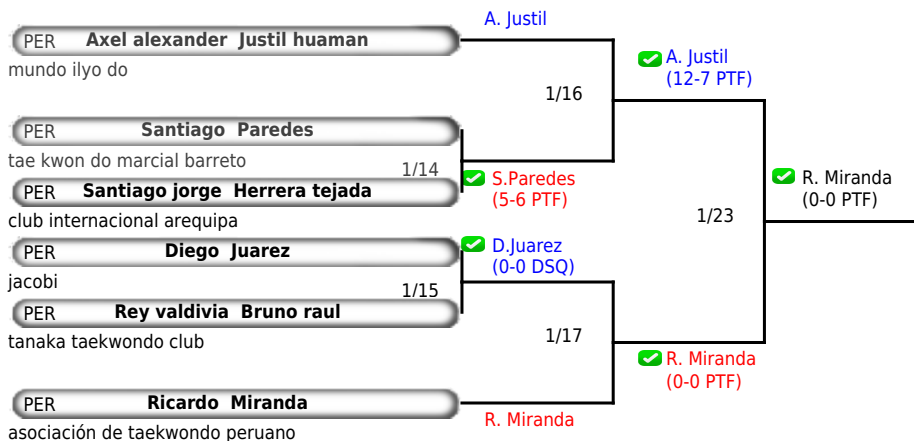 A. Justil
PER Axel alexander Justil huaman
mundo ilyo do
A. Justil
(12-7 PTF)
1/16
PER Santiago Paredes
tae kwon do marcial barreto
1/14
S.Paredes
(5-6 PTF)
PER Santiago jorge Herrera tejada
club internacional arequipa
R. Miranda
(0-0 PTF)
1/23
PER Diego Juarez
jacobi
D.Juarez
(0-0 DSQ)
1/15
PER Rey valdivia Bruno raul
tanaka taekwondo club
1/17
R. Miranda
(0-0 PTF)
PER Ricardo Miranda
asociación de taekwondo peruano
R. Miranda